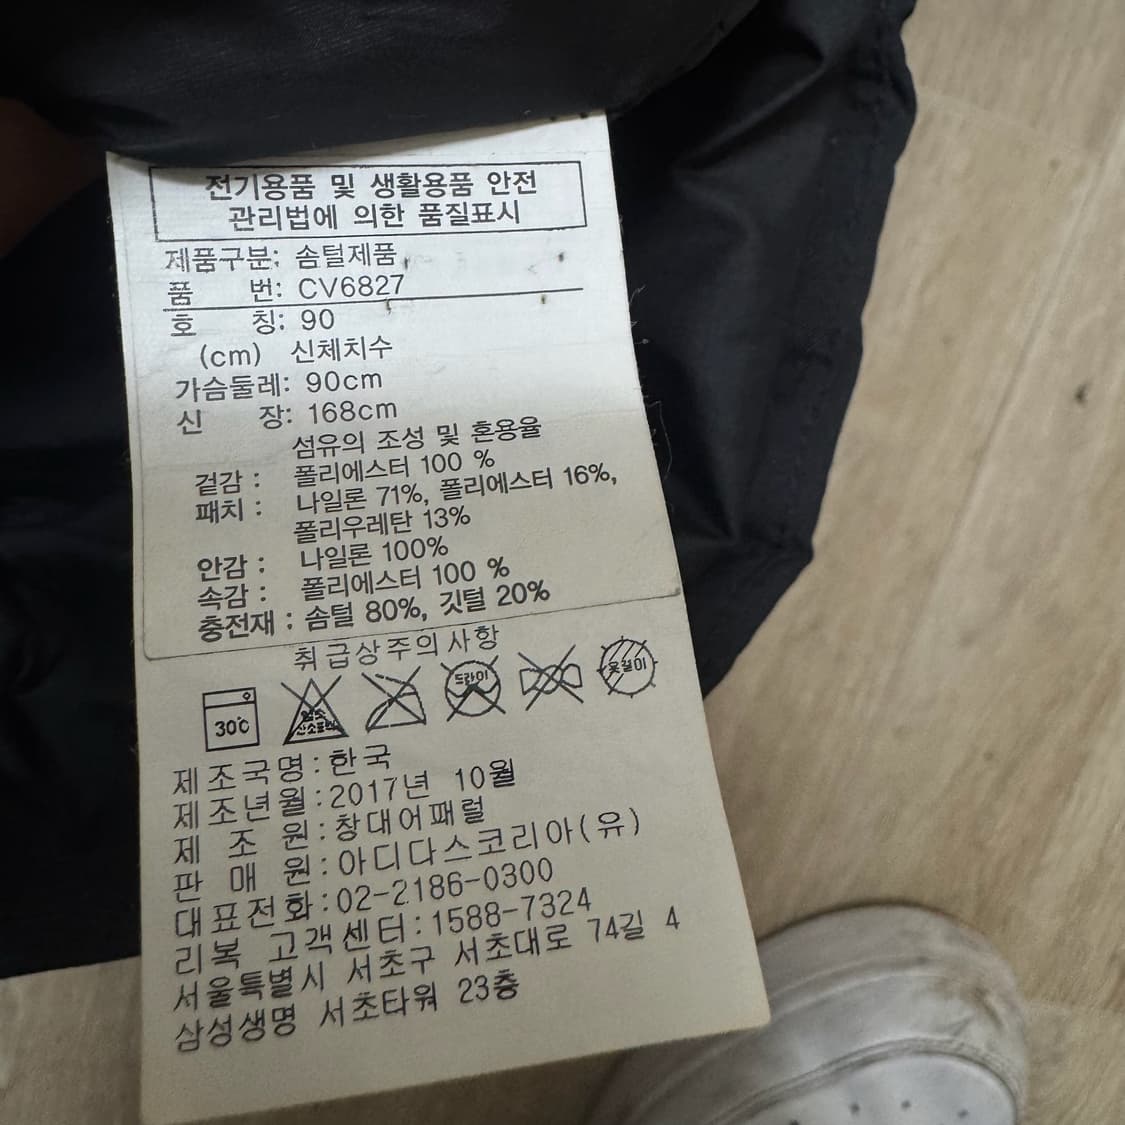 전기용품 및 생활용품 안전
관리법에 의한 품질표시
제품구분: 솜털제품
품 번: CV6827
호 칭: 90
(cm) 신체치수
가슴둘레: 90cm
신 장: 168cm
섬유의 조성 및 혼용율
겉감 : 폴리에스터 100 %
패치 : 나일론 71%, 폴리에스터 16%,
폴리우레탄 13%
안감 : 나일론 100%
속감 : 폴리에스터 100 %
충전재 : 솜털 80%, 깃털 20%
취급상주의사항
30℃ 염소 산소표백 드라이 옷걸이
제조국명:한국
제조년월:2017년 10월
제 조 원:창대어패럴
판 매 원:아디다스코리아(유)
대표전화:02-2186-0300
리복 고객센터:1588-7324
서울특별시 서초구 서초대로 74길 4
삼성생명 서초타워 23층